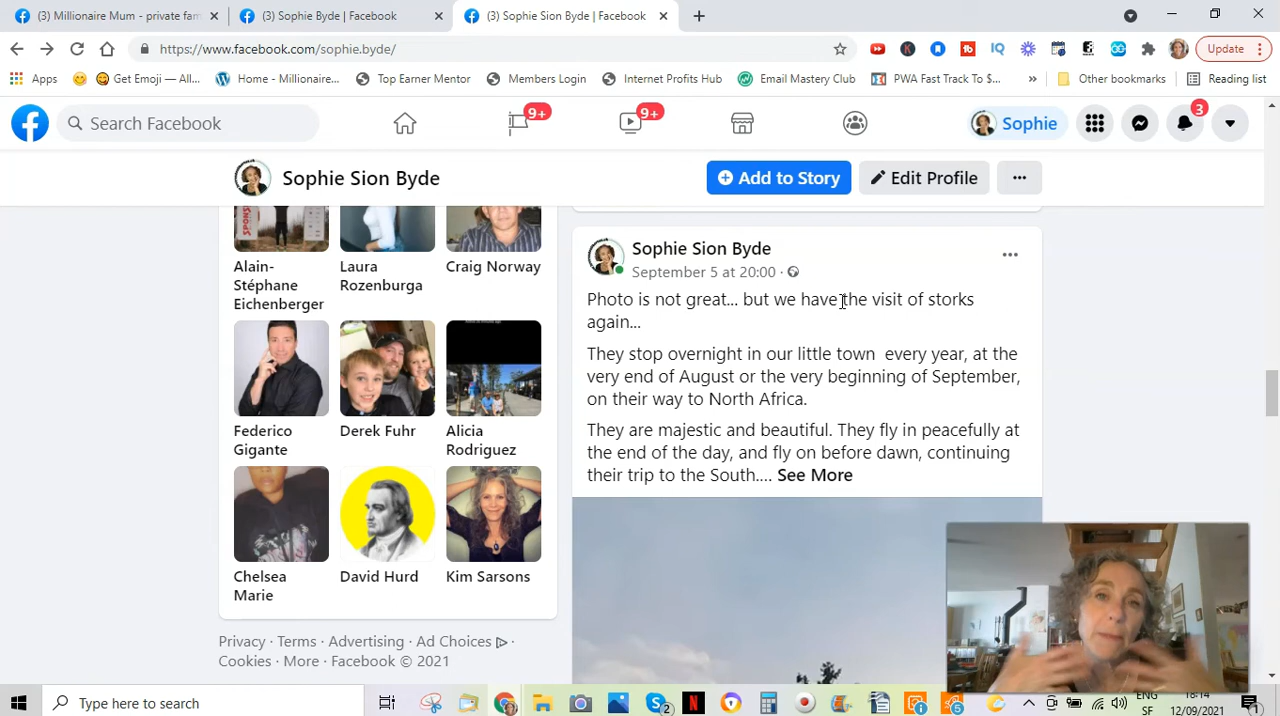 (3) Millionaire Mum - private fam
(3) Sophie Byde | Facebook
(3) Sophie Sion Byde | Facebook
https://www.facebook.com/sophie.byde/
Update
Apps
Get Emoji — All...
Home - Millionaire...
Top Earner Mentor
Members Login
Internet Profits Hub
Email Mastery Club
PWA Fast Track To $...
»
Other bookmarks
Reading list
Search Facebook
9+
9+
Sophie
3
Sophie Sion Byde
Add to Story
Edit Profile
Alain-
Stéphane
Eichenberger
Laura
Rozenburga
Craig Norway
Federico
Gigante
Derek Fuhr
Alicia
Rodriguez
Chelsea
Marie
David Hurd
Kim Sarsons
Privacy · Terms · Advertising · Ad Choices ·
Cookies · More · Facebook © 2021
Sophie Sion Byde
September 5 at 20:00 ·
Photo is not great... but we have the visit of storks
again...
They stop overnight in our little town every year, at the
very end of August or the very beginning of September,
on their way to North Africa.
They are majestic and beautiful. They fly in peacefully at
the end of the day, and fly on before dawn, continuing
their trip to the South.... See More
Type here to search
2
5
ENG
SF
18:14
12/09/2021
1